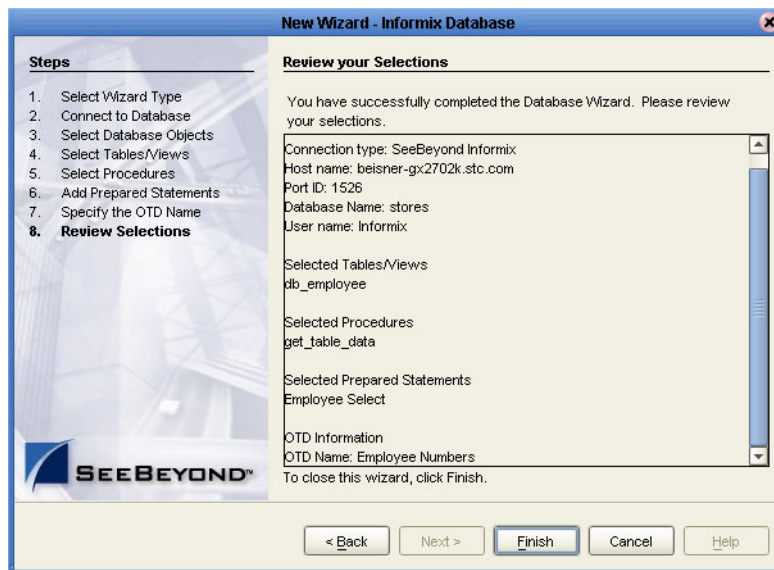 New Wizard - Informix Database
Steps
1. Select Wizard Type
2. Connect to Database
3. Select Database Objects
4. Select Tables/Views
5. Select Procedures
6. Add Prepared Statements
7. Specify the OTD Name
8. Review Selections
SEEBEYOND™
Review your Selections
You have successfully completed the Database Wizard. Please review
your selections.
Connection type: SeeBeyond Informix
Host name: beisner-gx2702k.stc.com
Port ID: 1526
Database Name: stores
User name: Informix
Selected Tables/Views
db_employee
Selected Procedures
get_table_data
Selected Prepared Statements
Employee Select
OTD Information
OTD Name: Employee Numbers
To close this wizard, click Finish.
< Back Next > Finish Cancel Help